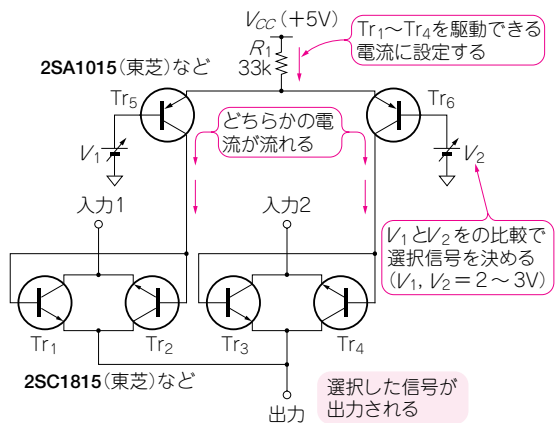 VCC(+5V)
R1
33k
Tr1～Tr4を駆動できる
電流に設定する
2SA1015(東芝)など
Tr5
Tr6
どちらかの電
流が流れる
V1
V2
入力1
入力2
V1とV2をの比較で
選択信号を決める
(V1, V2＝2～3V)
Tr1
Tr2
Tr3
Tr4
2SC1815(東芝)など
選択した信号が
出力される
出力